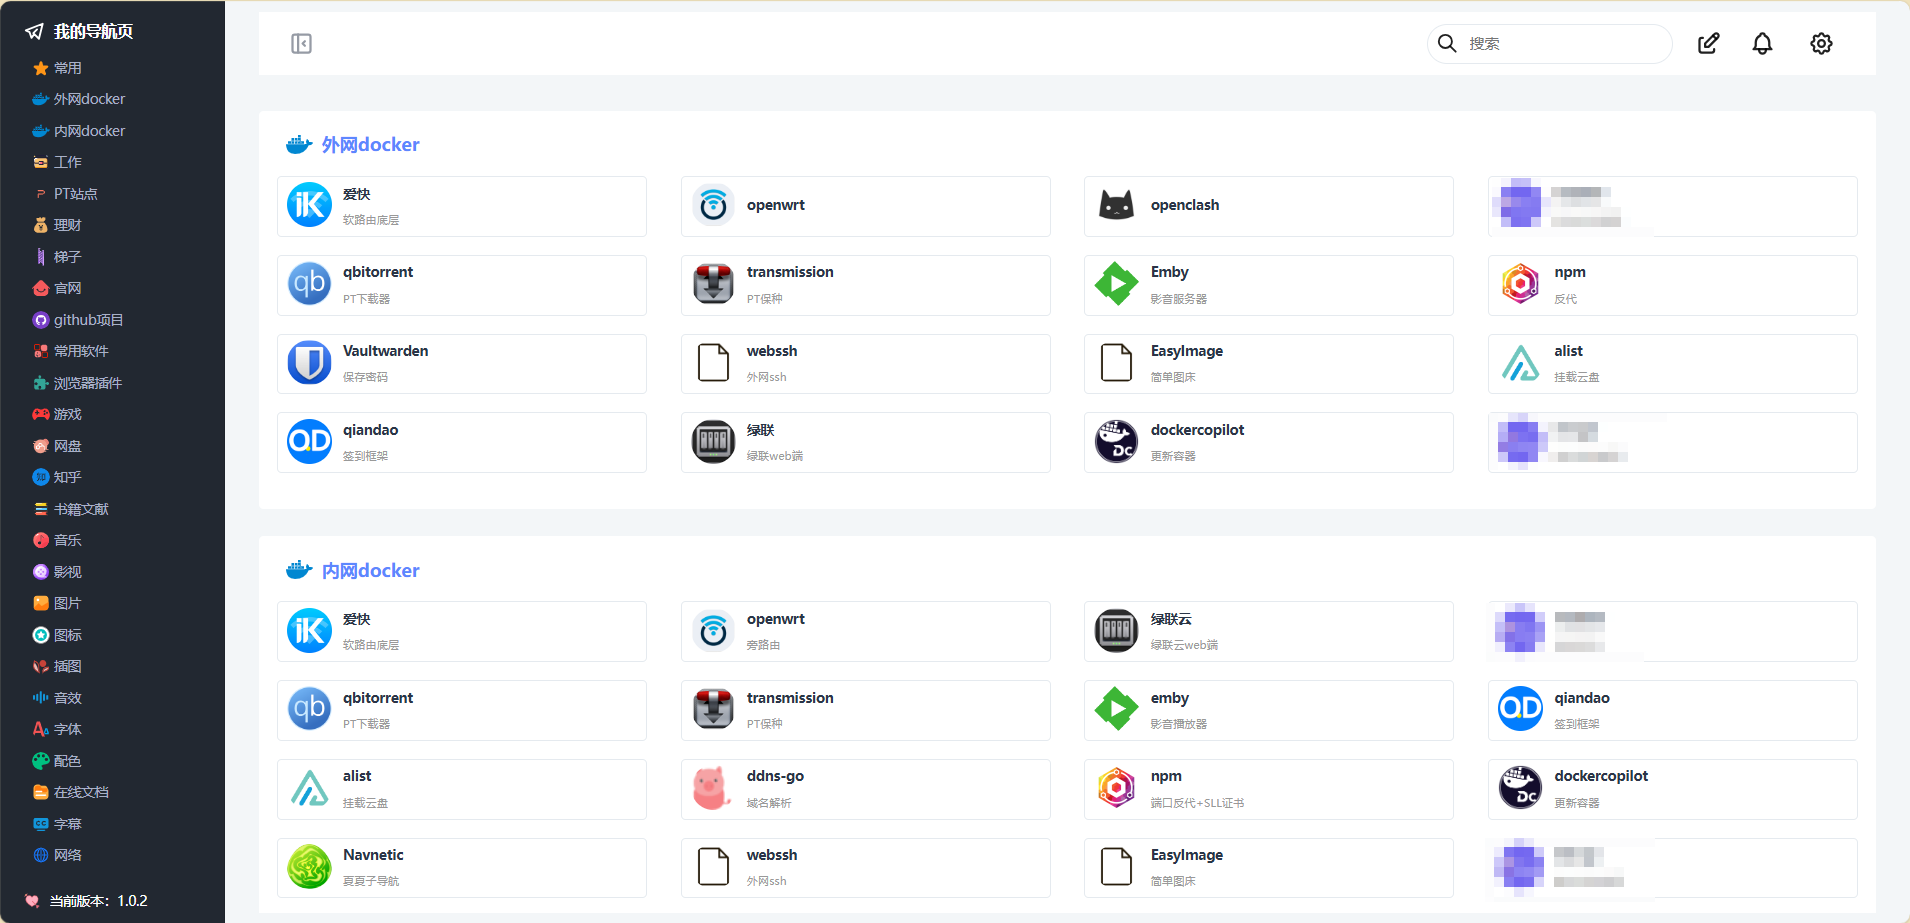 我的导航页
常用
外网docker
内网docker
工作
PT站点
理财
梯子
官网
github项目
常用软件
浏览器插件
游戏
网盘
知乎
书籍文献
音乐
影视
图片
图标
插图
音效
字体
配色
在线文档
字幕
网络
当前版本：1.0.2
搜索
外网docker
爱快
软路由底层
openwrt
openclash
qbitorrent
PT下载器
transmission
PT保种
Emby
影音服务器
npm
反代
Vaultwarden
保存密码
webssh
外网ssh
EasyImage
简单图床
alist
挂载云盘
qiandao
签到框架
绿联
绿联web端
dockercopilot
更新容器
内网docker
爱快
软路由底层
openwrt
旁路由
绿联云
绿联云web端
qbitorrent
PT下载器
transmission
PT保种
emby
影音播放器
qiandao
签到框架
alist
挂载云盘
ddns-go
域名解析
npm
端口反代+SLL证书
dockercopilot
更新容器
Navnetic
夏夏子导航
webssh
外网ssh
EasyImage
简单图床